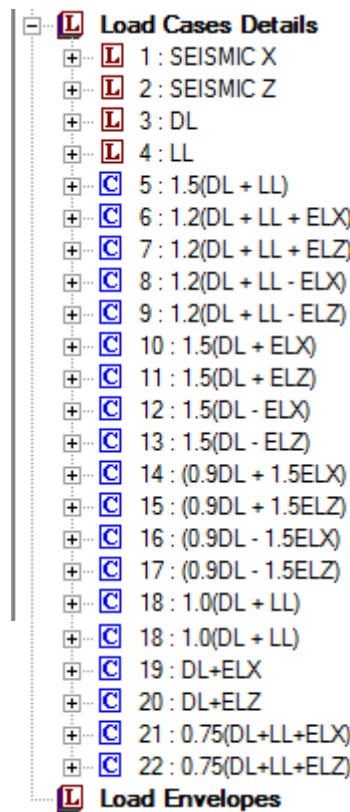 L Load Cases Details
L 1 : SEISMIC X
L 2 : SEISMIC Z
L 3 : DL
L 4 : LL
C 5 : 1.5(DL + LL)
C 6 : 1.2(DL + LL + ELX)
C 7 : 1.2(DL + LL + ELZ)
C 8 : 1.2(DL + LL - ELX)
C 9 : 1.2(DL + LL - ELZ)
C 10 : 1.5(DL + ELX)
C 11 : 1.5(DL + ELZ)
C 12 : 1.5(DL - ELX)
C 13 : 1.5(DL - ELZ)
C 14 : (0.9DL + 1.5ELX)
C 15 : (0.9DL + 1.5ELZ)
C 16 : (0.9DL - 1.5ELX)
C 17 : (0.9DL - 1.5ELZ)
C 18 : 1.0(DL + LL)
C 18 : 1.0(DL + LL)
C 19 : DL+ELX
C 20 : DL+ELZ
C 21 : 0.75(DL+LL+ELX)
C 22 : 0.75(DL+LL+ELZ)
L Load Envelopes